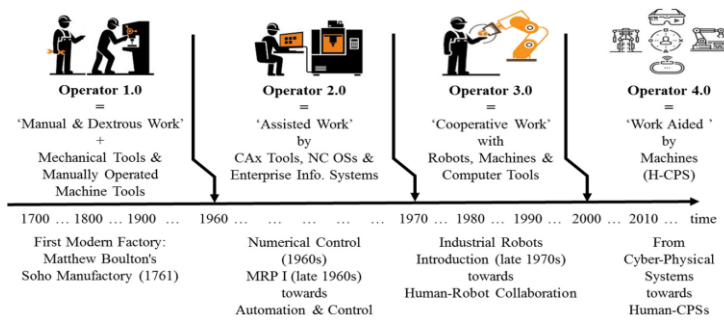 Operator 1.0
=
‘Manual & Dextrous Work’
+
Mechanical Tools &
Manually Operated
Machine Tools
Operator 2.0
=
‘Assisted Work’
by
CAx Tools, NC OSs &
Enterprise Info. Systems
Operator 3.0
=
‘Cooperative Work’
with
Robots, Machines &
Computer Tools
Operator 4.0
=
‘Work Aided ’
by
Machines
(H-CPS)
1700 … 1800 … 1900 … … 1960 … … … … … 1970 … 1980 … 1990 … 2000 … 2010 … time
First Modern Factory:
Matthew Boulton's
Soho Manufactory (1761)
Numerical Control
(1960s)
MRP I (late 1960s)
towards
Automation & Control
Industrial Robots
Introduction (late 1970s)
towards
Human-Robot Collaboration
From
Cyber-Physical
Systems
towards
Human-CPSs